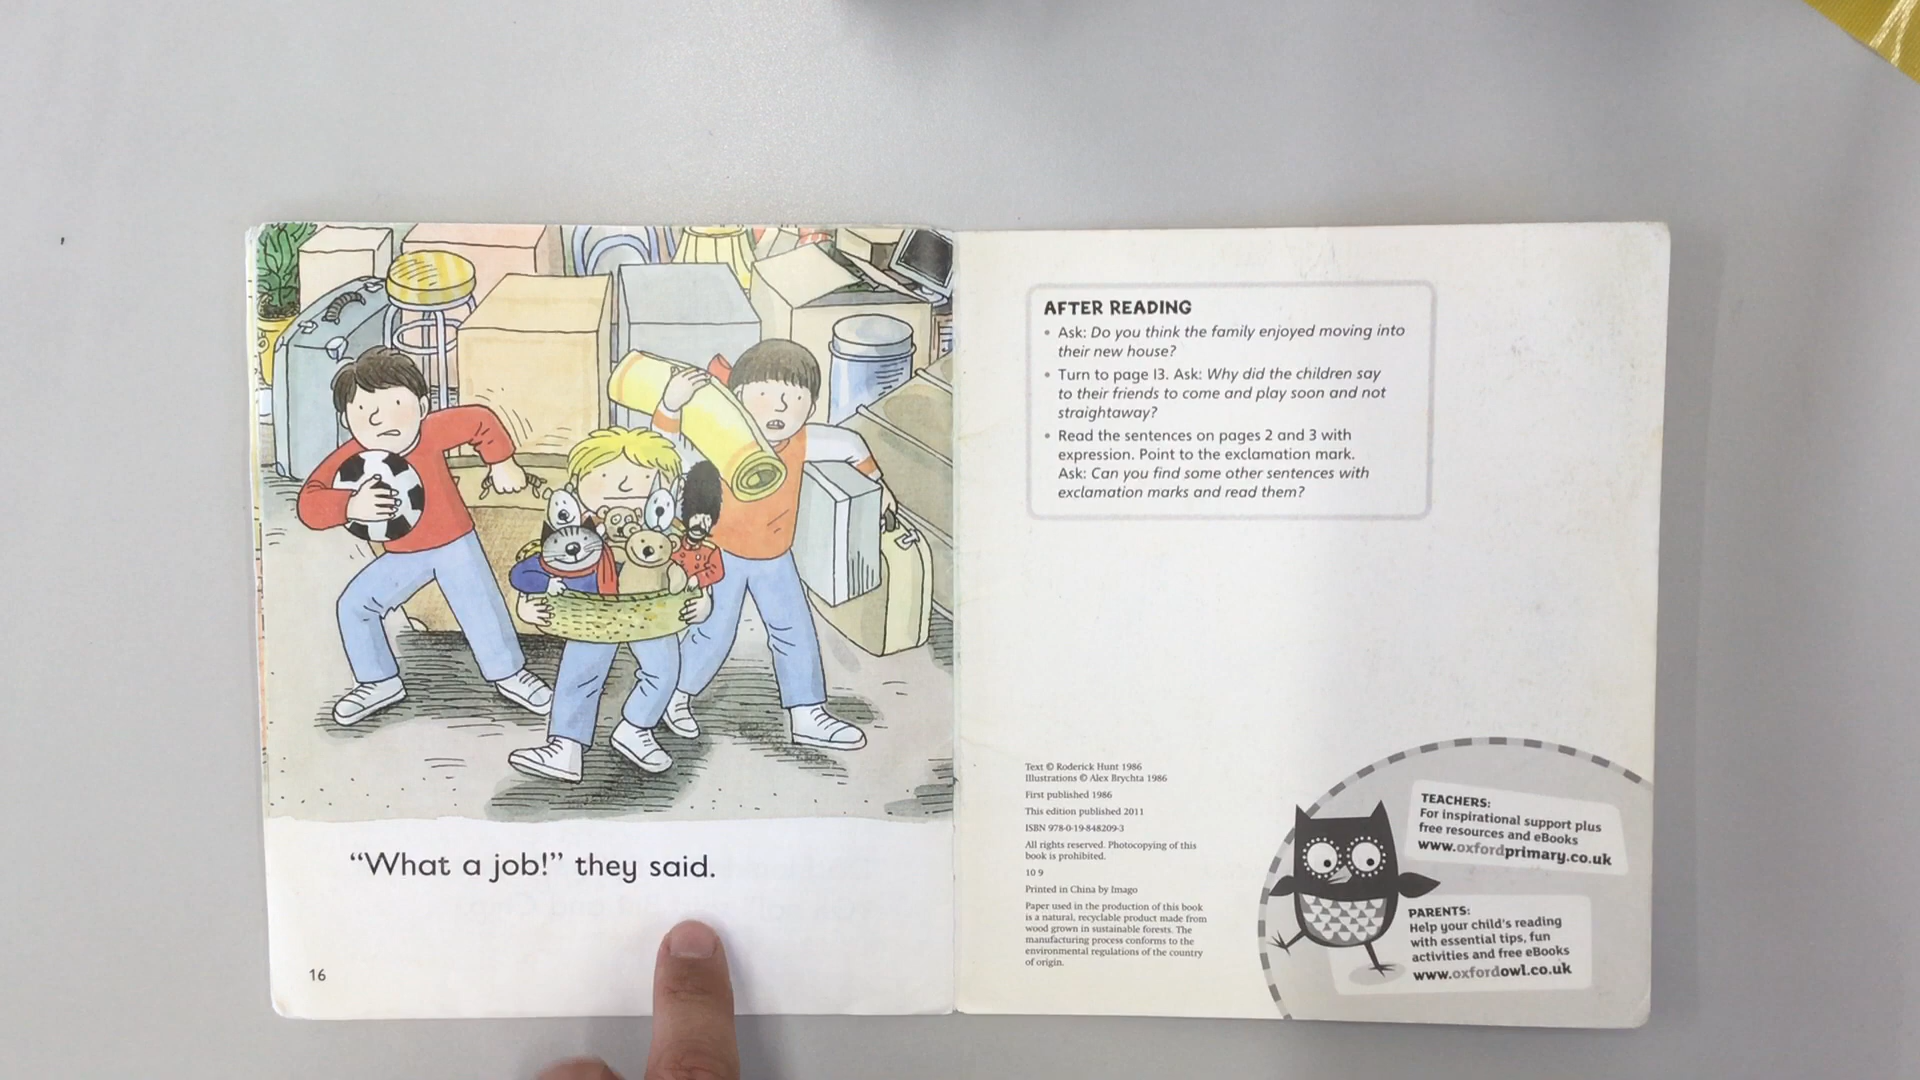 “What a job!” they said.
16
AFTER READING
• Ask: Do you think the family enjoyed moving into
their new house?
• Turn to page 13. Ask: Why did the children say
to their friends to come and play soon and not
straightaway?
• Read the sentences on pages 2 and 3 with
expression. Point to the exclamation mark.
Ask: Can you find some other sentences with
exclamation marks and read them?
Text © Roderick Hunt 1986
Illustrations © Alex Brychta 1986
First published 1986
This edition published 2011
ISBN 978-0-19-848209-3
All rights reserved. Photocopying of this
book is prohibited.
10 9
Printed in China by Imago
Paper used in the production of this book
is a natural, recyclable product made from
wood grown in sustainable forests. The
manufacturing process conforms to the
environmental regulations of the country
of origin.
TEACHERS:
For inspirational support plus
free resources and eBooks
www.oxfordprimary.co.uk
PARENTS:
Help your child's reading
with essential tips, fun
activities and free eBooks
www.oxfordowl.co.uk